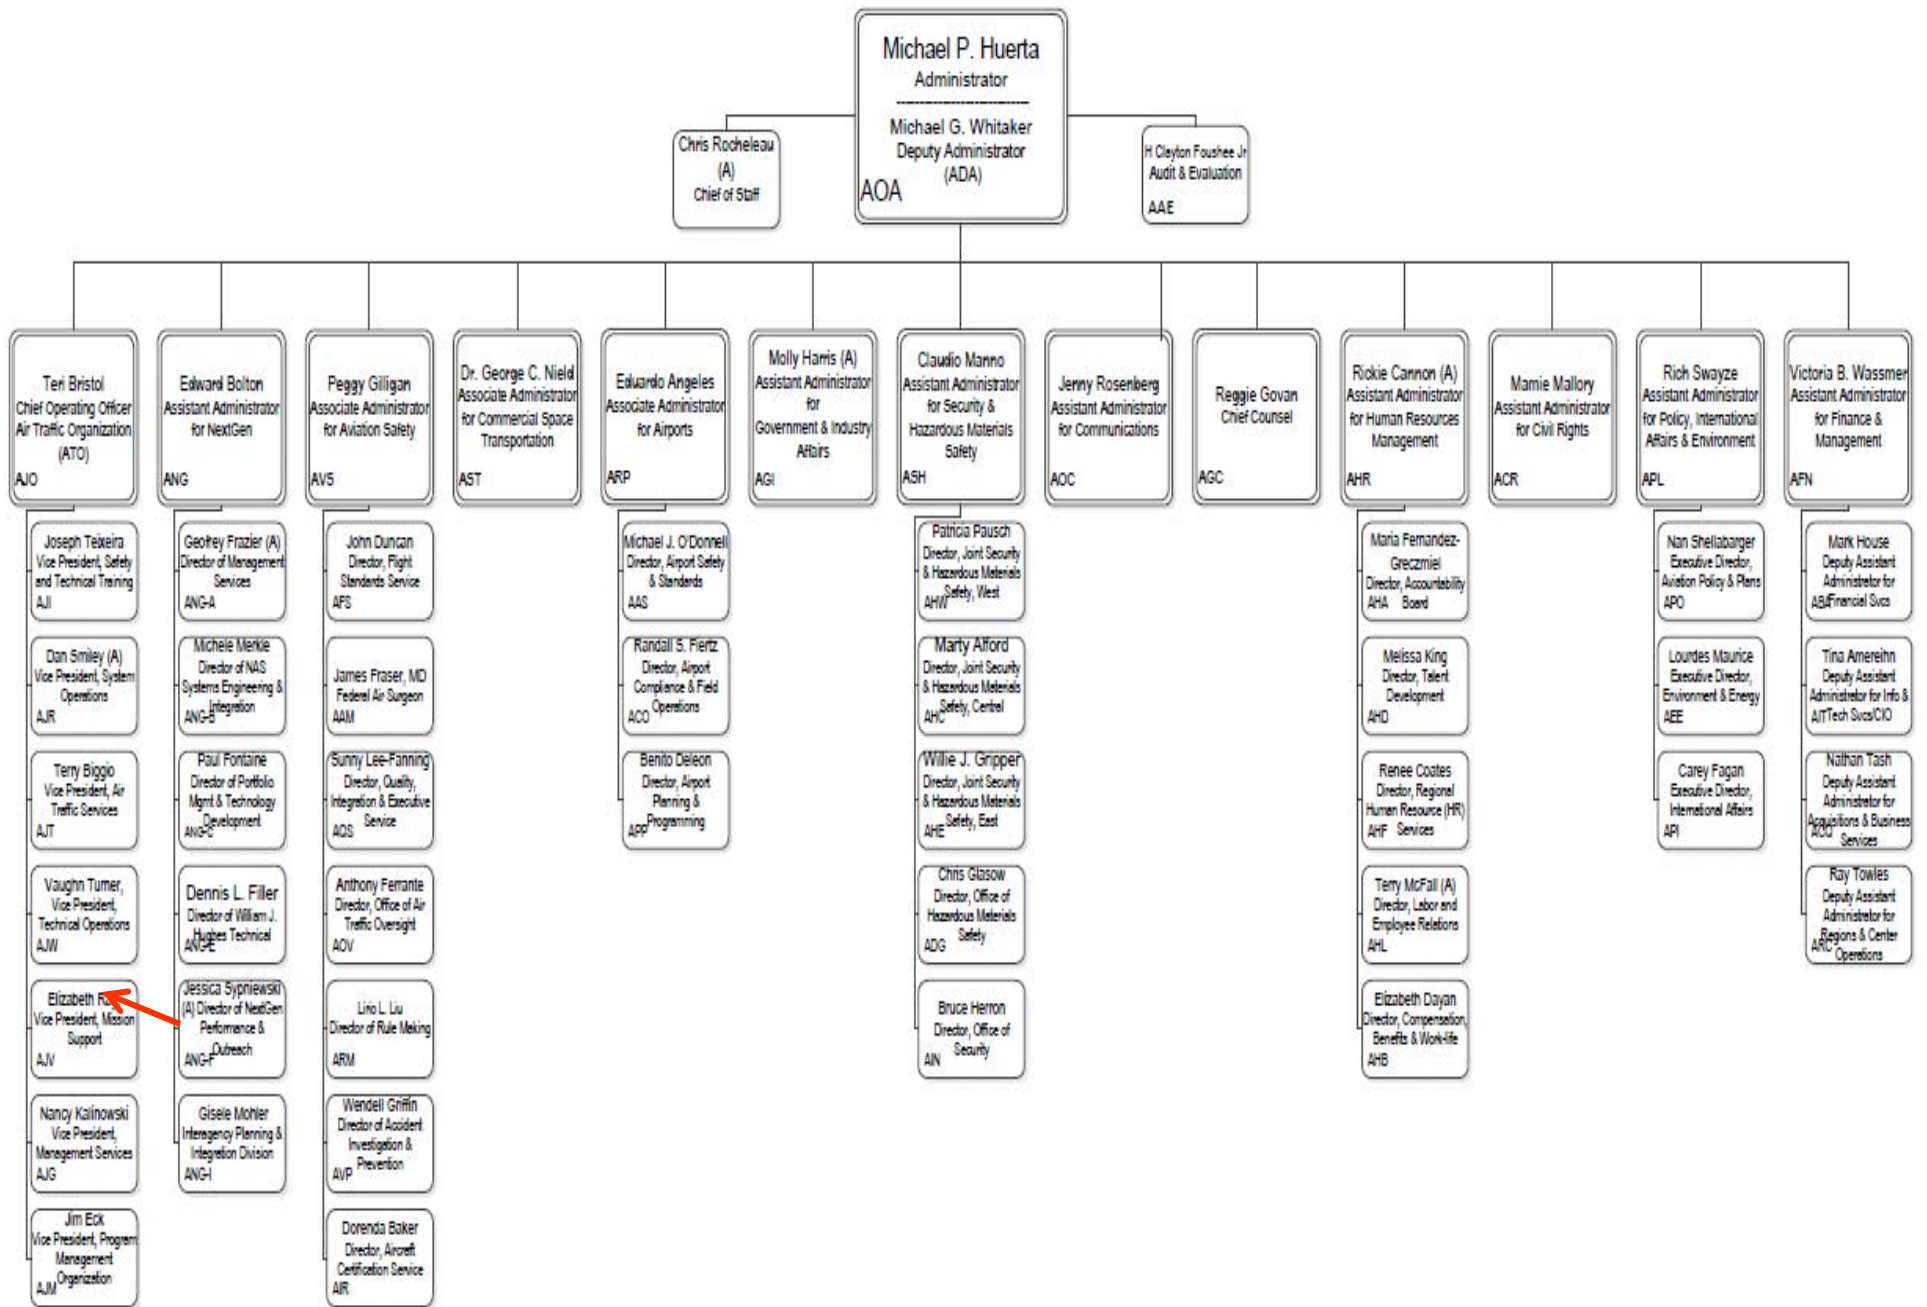 Michael P. Huerta
Administrator
Michael G. Whitaker
Deputy Administrator
(ADA)
AOA
Chris Rocheleau
(A)
Chief of Staff
H Clayton Foushee Jr
Audit & Evaluation
AAE
Teri Bristol
Chief Operating Officer
Air Traffic Organization
(ATO)
AJO
Edward Bolton
Assistant Administrator
for NextGen
ANG
Peggy Gilligan
Associate Administrator
for Aviation Safety
AVS
Dr. George C. Nield
Associate Administrator
for Commercial Space
Transportation
AST
Eduardo Angeles
Associate Administrator
for Airports
ARP
Molly Harris (A)
Assistant Administrator
for
Government & Industry
Affairs
AGI
Claudio Manno
Assistant Administrator
for Security &
Hazardous Materials
Safety
ASH
Jenny Rosenberg
Assistant Administrator
for Communications
AOC
Reggie Govan
Chief Counsel
AGC
Rickie Cannon (A)
Assistant Administrator
for Human Resources
Management
AHR
Mamie Mallory
Assistant Administrator
for Civil Rights
ACR
Rich Swayze
Assistant Administrator
for Policy, International
Affairs & Environment
APL
Victoria B. Wassmer
Assistant Administrator
for Finance &
Management
AFN
Joseph Teixeira
Vice President, Safety
and Technical Training
AJI
Dan Smiley (A)
Vice President, System
Operations
AJR
Terry Biggio
Vice President, Air
Traffic Services
AJT
Vaughn Turner,
Vice President,
Technical Operations
AJW
Elizabeth
Vice President, Mission
Support
AJV
Nancy Kalinowski
Vice President,
Management Services
AJG
Jim Eck
Vice President, Program
Management
Organization
AJM
Geofrey Frazier (A)
Director of Management
Services
ANG-A
Michele Merkle
Director of NAS
Systems Engineering &
Integration
ANG-B
Paul Fontaine
Director of Portfolio
Mgmt & Technology
Development
ANG-C
Dennis L. Filler
Director of William J.
Hughes Technical
ANG-E
Jessica Sypniewski
(A) Director of NextGen
Performance &
Outreach
ANG-F
Gisele Mohler
Interagency Planning &
Integration Division
ANG-I
John Duncan
Director, Flight
Standards Service
AFS
James Fraser, MD
Federal Air Surgeon
AAM
Sunny Lee-Fanning
Director, Quality,
Integration & Executive
Service
AQS
Anthony Ferrante
Director, Office of Air
Traffic Oversight
AOV
Lirio L. Liu
Director of Rule Making
ARM
Wendell Griffin
Director of Accident
Investigation &
Prevention
AVP
Dorenda Baker
Director, Aircraft
Certification Service
AIR
Michael J. O'Donnell
Director, Airport Safety
& Standards
AAS
Randall S. Fiertz
Director, Airport
Compliance & Field
Operations
ACO
Benito Deleon
Director, Airport
Planning &
Programming
APP
Patricia Pausch
Director, Joint Security
& Hazardous Materials
Safety, West
AHW
Marty Afford
Director, Joint Security
& Hazardous Materials
Safety, Central
AHC
Willie J. Gripper
Director, Joint Security
& Hazardous Materials
Safety, East
AHE
Chris Glasow
Director, Office of
Hazardous Materials
Safety
ADG
Bruce Herron
Director, Office of
Security
AIN
Maria Fernandez-
Greczmiel
Director, Accountability
AHA Board
Melissa King
Director, Talent
Development
AHD
Renee Coates
Director, Regional
Human Resource (HR)
AHF Services
Terry McFall (A)
Director, Labor and
Employee Relations
AHL
Elizabeth Dayan
Director, Compensation,
Benefits & Work-life
AHB
Nan Shellabarger
Executive Director,
Aviation Policy & Plans
APO
Lourdes Maurice
Executive Director,
Environment & Energy
AEE
Carey Fagan
Executive Director,
International Affairs
API
Mark House
Deputy Assistant
Administrator for
ABA Financial Svcs
Tina Amereihn
Deputy Assistant
Administrator for Info &
AIT Tech Svcs/CIO
Nathan Tash
Deputy Assistant
Administrator for
Acquisitions & Business
Services
Ray Towles
Deputy Assistant
Administrator for
Regions & Center
ARC Operations